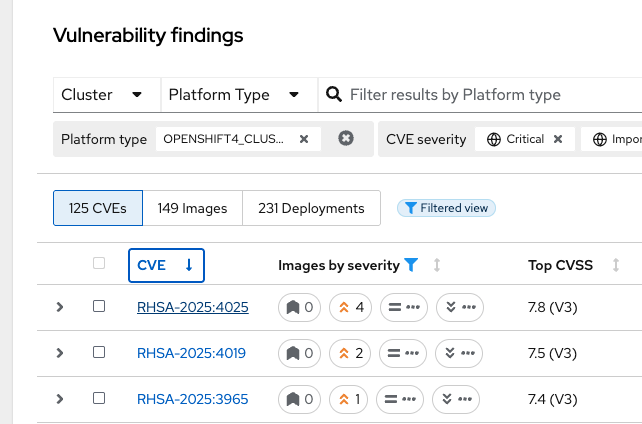 Vulnerability findings
Cluster Platform Type Filter results by Platform type
Platform type OPENSHIFT4_CLUS... CVE severity Critical
125 CVEs 149 Images 231 Deployments Filtered view
CVE Images by severity Top CVSS
RHSA-2025:4025 0 4 ... ... 7.8 (V3)
RHSA-2025:4019 0 2 ... ... 7.5 (V3)
RHSA-2025:3965 0 1 ... ... 7.4 (V3)